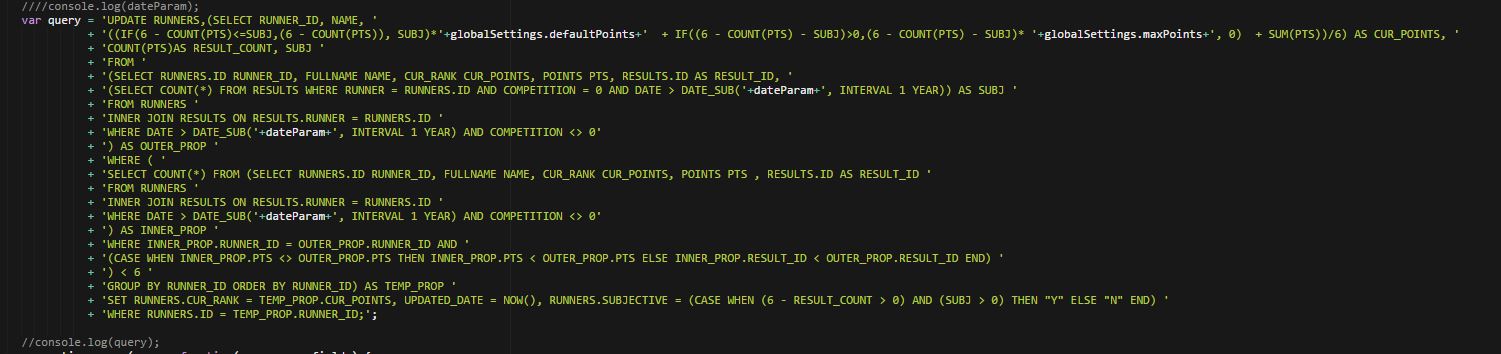 ////console.log(dateParam);
var query = 'UPDATE RUNNERS,(SELECT RUNNER_ID, NAME, '
+ '((IF(6 - COUNT(PTS)<=SUBJ,(6 - COUNT(PTS)), SUBJ)*'+globalSettings.defaultPoints+'  + IF((6 - COUNT(PTS) - SUBJ)>0,(6 - COUNT(PTS) - SUBJ)* '+globalSettings.maxPoints+', 0)  + SUM(PTS))/6) AS CUR_POINTS, '
+ 'COUNT(PTS)AS RESULT_COUNT, SUBJ '
+ 'FROM '
+ '(SELECT RUNNERS.ID RUNNER_ID, FULLNAME NAME, CUR_RANK CUR_POINTS, POINTS PTS, RESULTS.ID AS RESULT_ID, '
+ '(SELECT COUNT(*) FROM RESULTS WHERE RUNNER = RUNNERS.ID AND COMPETITION = 0 AND DATE > DATE_SUB('+dateParam+', INTERVAL 1 YEAR)) AS SUBJ '
+ 'FROM RUNNERS '
+ 'INNER JOIN RESULTS ON RESULTS.RUNNER = RUNNERS.ID '
+ 'WHERE DATE > DATE_SUB('+dateParam+', INTERVAL 1 YEAR) AND COMPETITION <> 0'
+ ') AS OUTER_PROP '
+ 'WHERE ( '
+ 'SELECT COUNT(*) FROM (SELECT RUNNERS.ID RUNNER_ID, FULLNAME NAME, CUR_RANK CUR_POINTS, POINTS PTS , RESULTS.ID AS RESULT_ID '
+ 'FROM RUNNERS '
+ 'INNER JOIN RESULTS ON RESULTS.RUNNER = RUNNERS.ID '
+ 'WHERE DATE > DATE_SUB('+dateParam+', INTERVAL 1 YEAR) AND COMPETITION <> 0'
+ ') AS INNER_PROP '
+ 'WHERE INNER_PROP.RUNNER_ID = OUTER_PROP.RUNNER_ID AND '
+ '(CASE WHEN INNER_PROP.PTS <> OUTER_PROP.PTS THEN INNER_PROP.PTS < OUTER_PROP.PTS ELSE INNER_PROP.RESULT_ID < OUTER_PROP.RESULT_ID END) '
+ ') < 6 '
+ 'GROUP BY RUNNER_ID ORDER BY RUNNER_ID) AS TEMP_PROP '
+ 'SET RUNNERS.CUR_RANK = TEMP_PROP.CUR_POINTS, UPDATED_DATE = NOW(), RUNNERS.SUBJECTIVE = (CASE WHEN (6 - RESULT_COUNT > 0) AND (SUBJ > 0) THEN "Y" ELSE "N" END) '
+ 'WHERE RUNNERS.ID = TEMP_PROP.RUNNER_ID;';
//console.log(query);